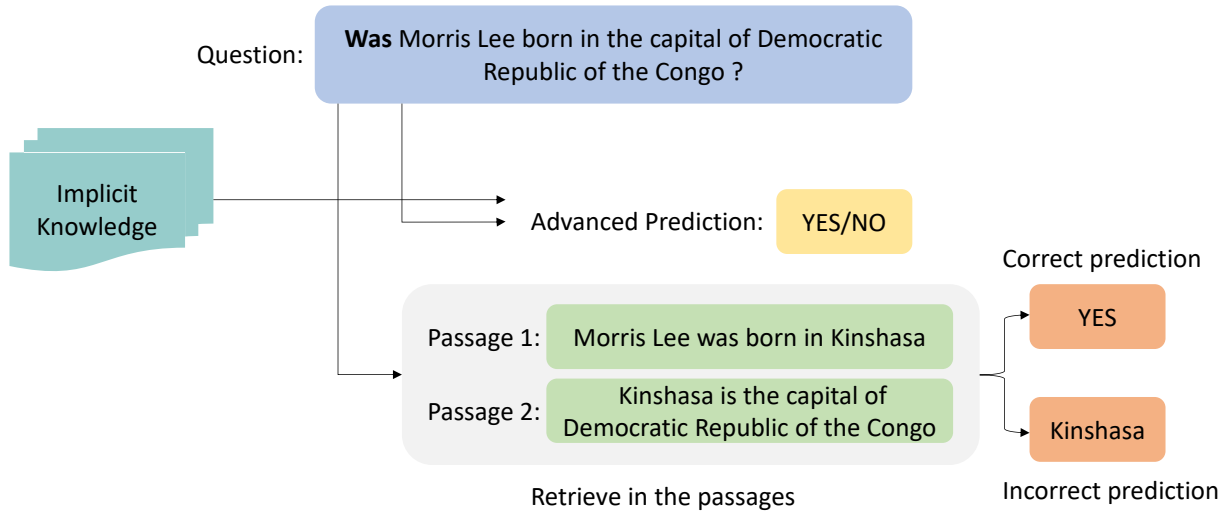 Question:
Was Morris Lee born in the capital of Democratic
Republic of the Congo ?
Implicit
Knowledge
Advanced Prediction:
YES/NO
Correct prediction
Passage 1:
Morris Lee was born in Kinshasa
YES
Passage 2:
Kinshasa is the capital of
Democratic Republic of the Congo
Kinshasa
Retrieve in the passages
Incorrect prediction